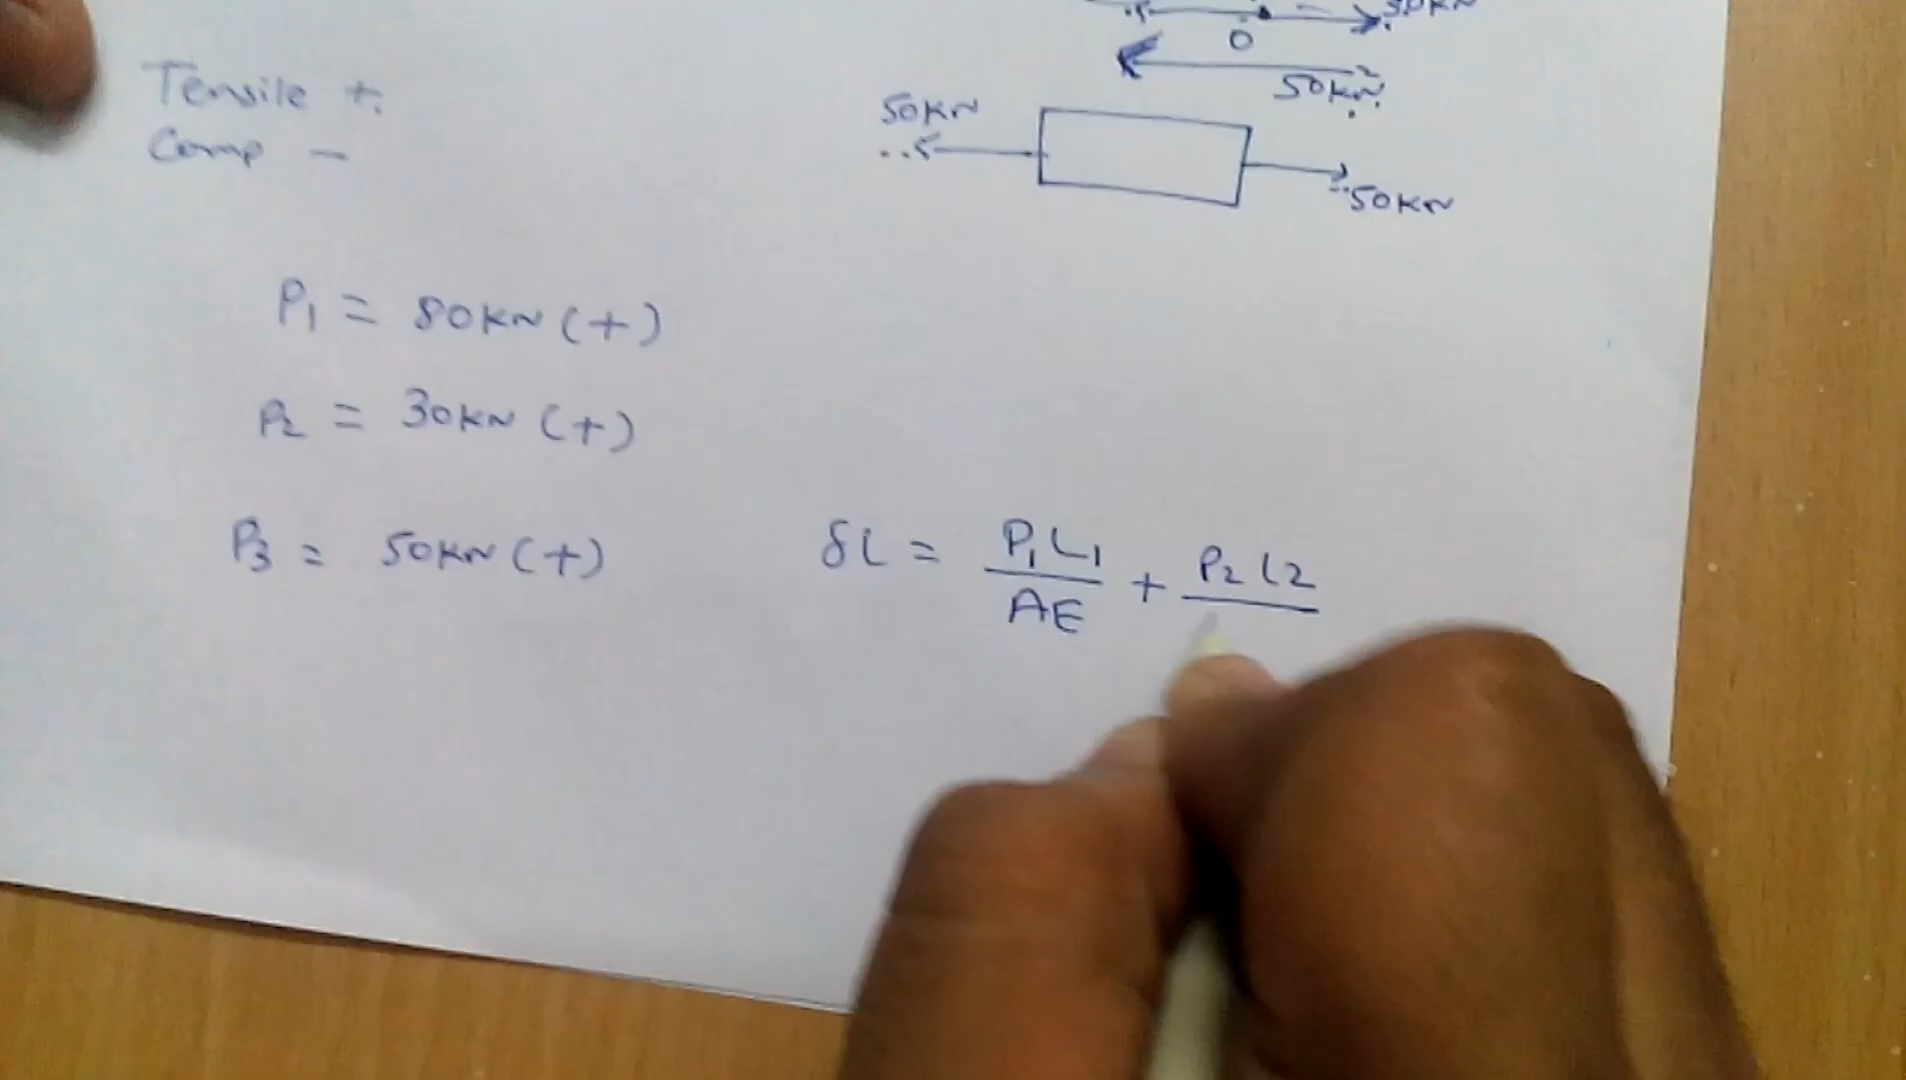 0
50KN
Tensile +.
Comp -
50KN
50KN
P1 = 80KN (+)
P2 = 30KN (+)
P3 = 50KN (+)
δL = P1L1/AE + P2L2